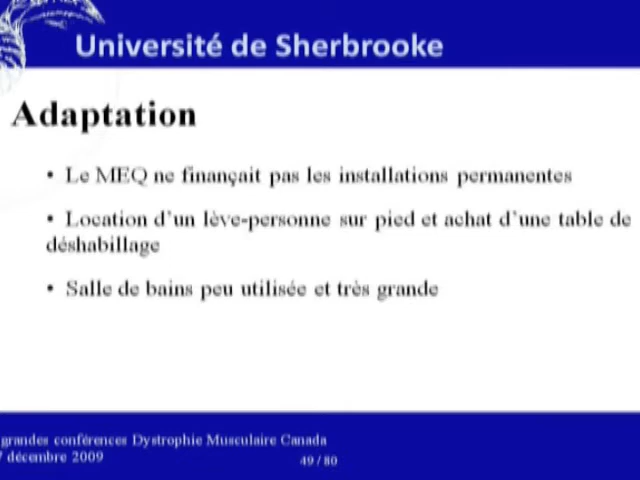 Université de Sherbrooke
Adaptation
• Le MEQ ne finançait pas les installations permanentes
• Location d'un lève-personne sur pied et achat d'une table de
déshabillage
• Salle de bains peu utilisée et très grande
grandes conférences Dystrophie Musculaire Canada
décembre 2009
49 / 80